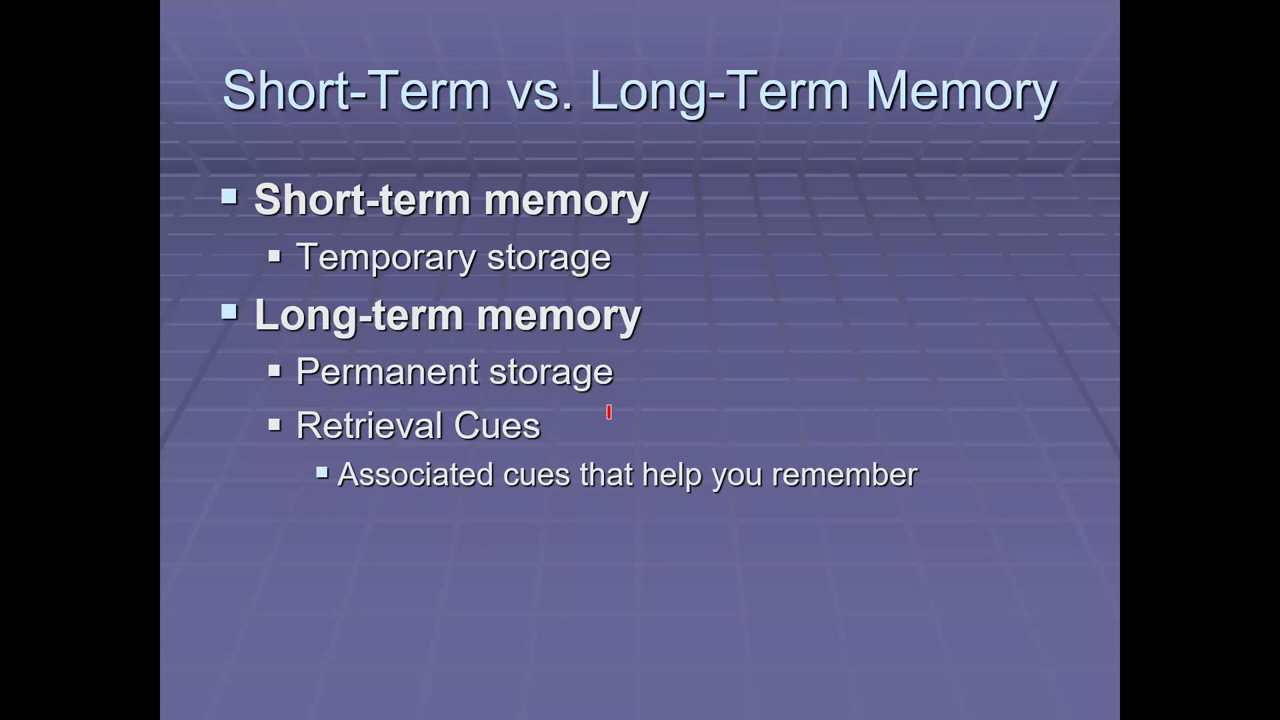 Short-Term vs. Long-Term Memory
Short-term memory
Temporary storage
Long-term memory
Permanent storage
Retrieval Cues
Associated cues that help you remember